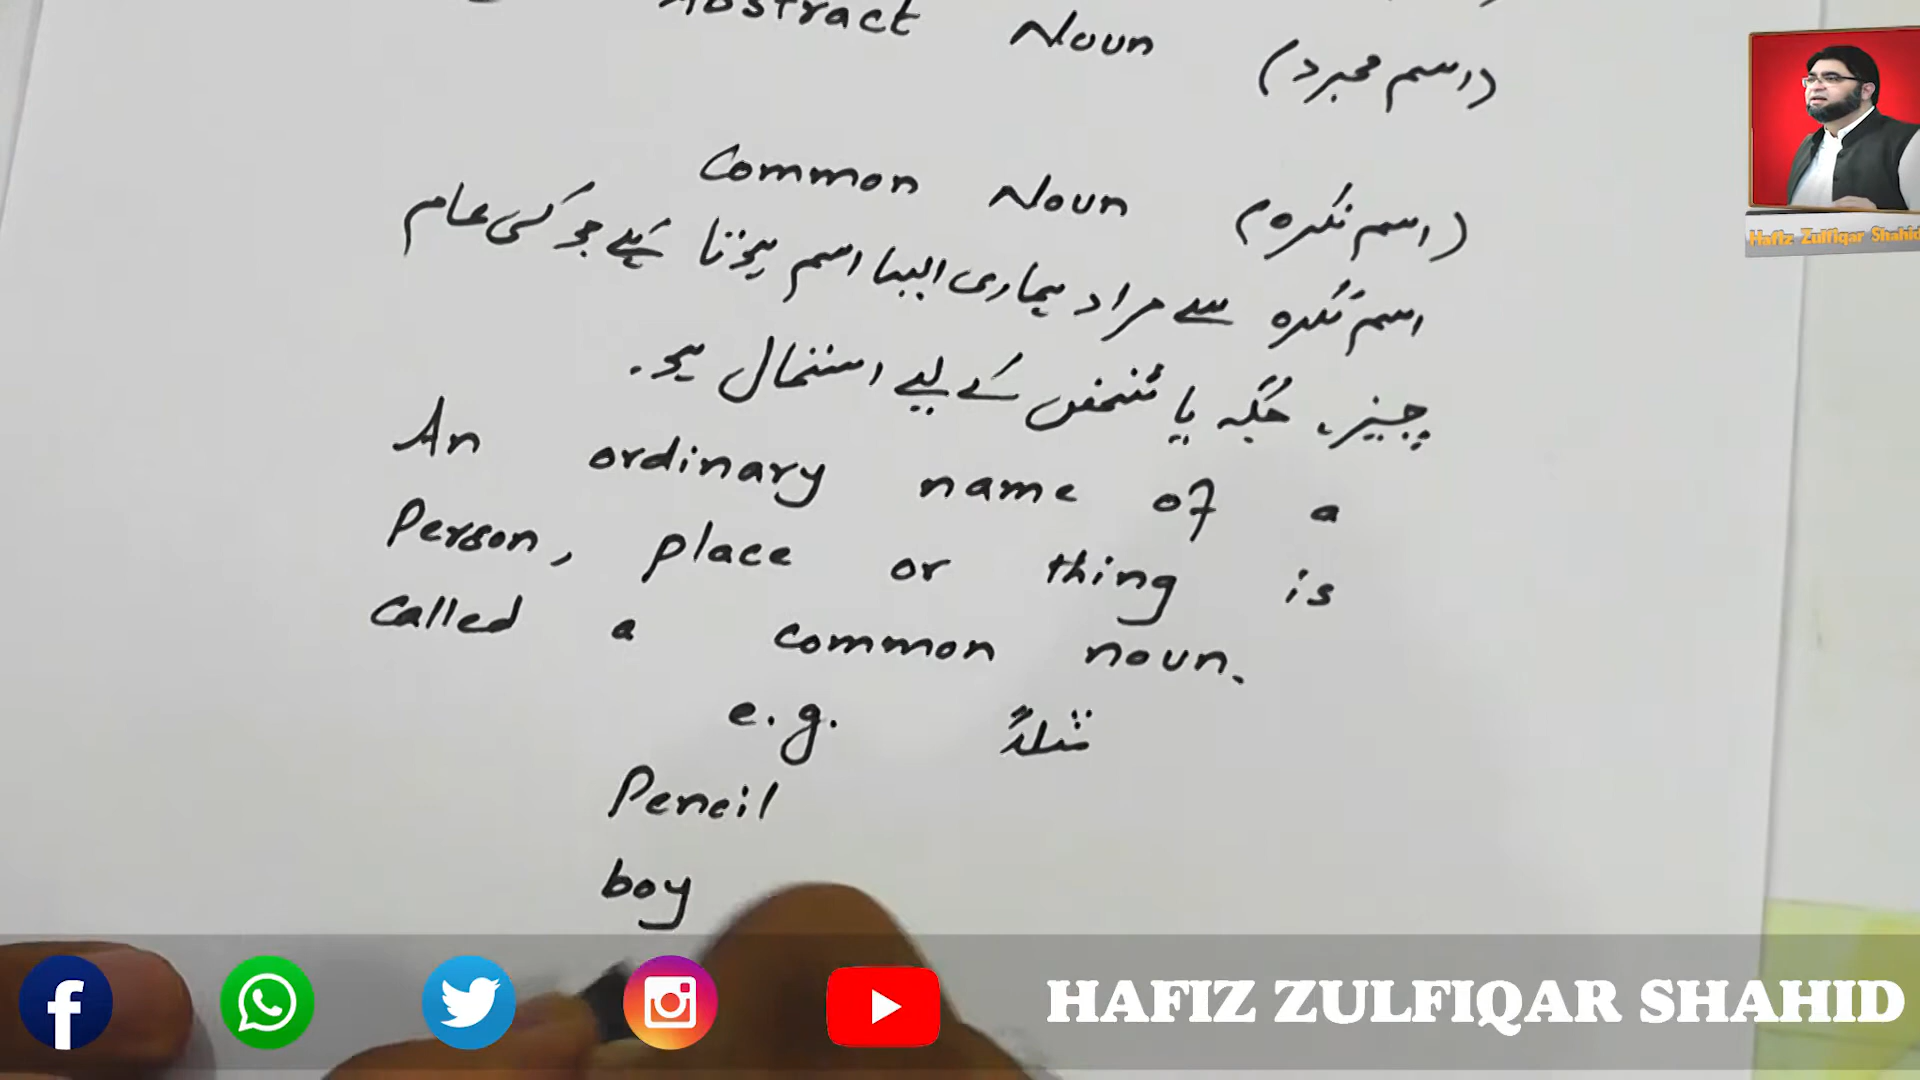 Abstract Noun (اسم مجرد)
Common Noun (اسم نکرہ)
اسم نکرہ سے مراد ہماری ایسا اسم ہوتا ہے جو کسی عام
چیز، جگہ یا شخص کے لیے استعمال ہو۔
An ordinary name of a
Person, place or thing is
Called a common noun.
e.g. مثلاً
Pencil
boy
Hafiz Zulfiqar Shahid
HAFIZ ZULFIQAR SHAHID